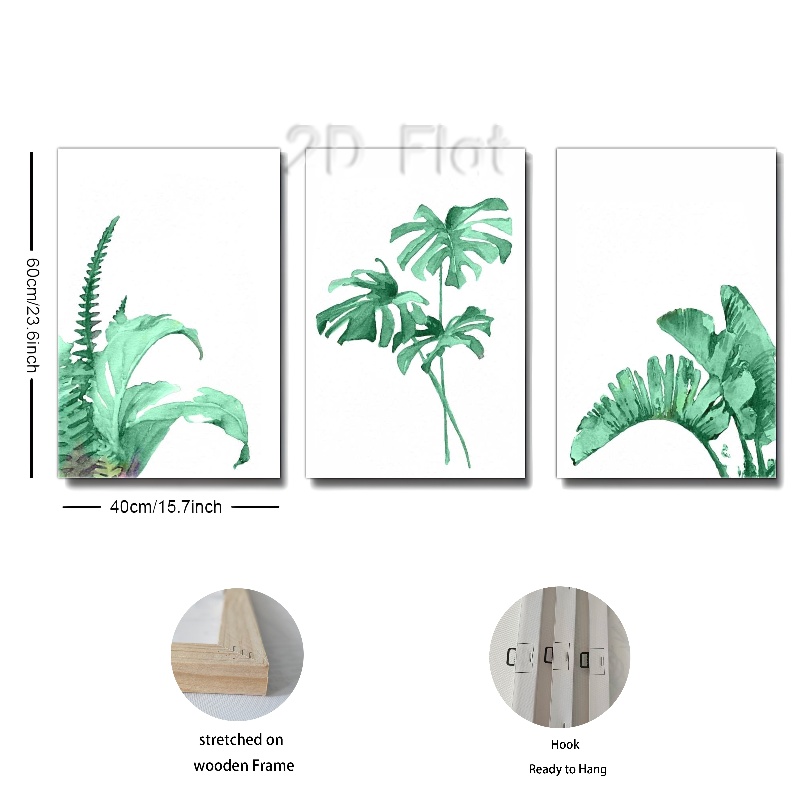 2D Flat
60cm/23.6inch
40cm/15.7inch
stretched on
wooden Frame
Hook
Ready to Hang